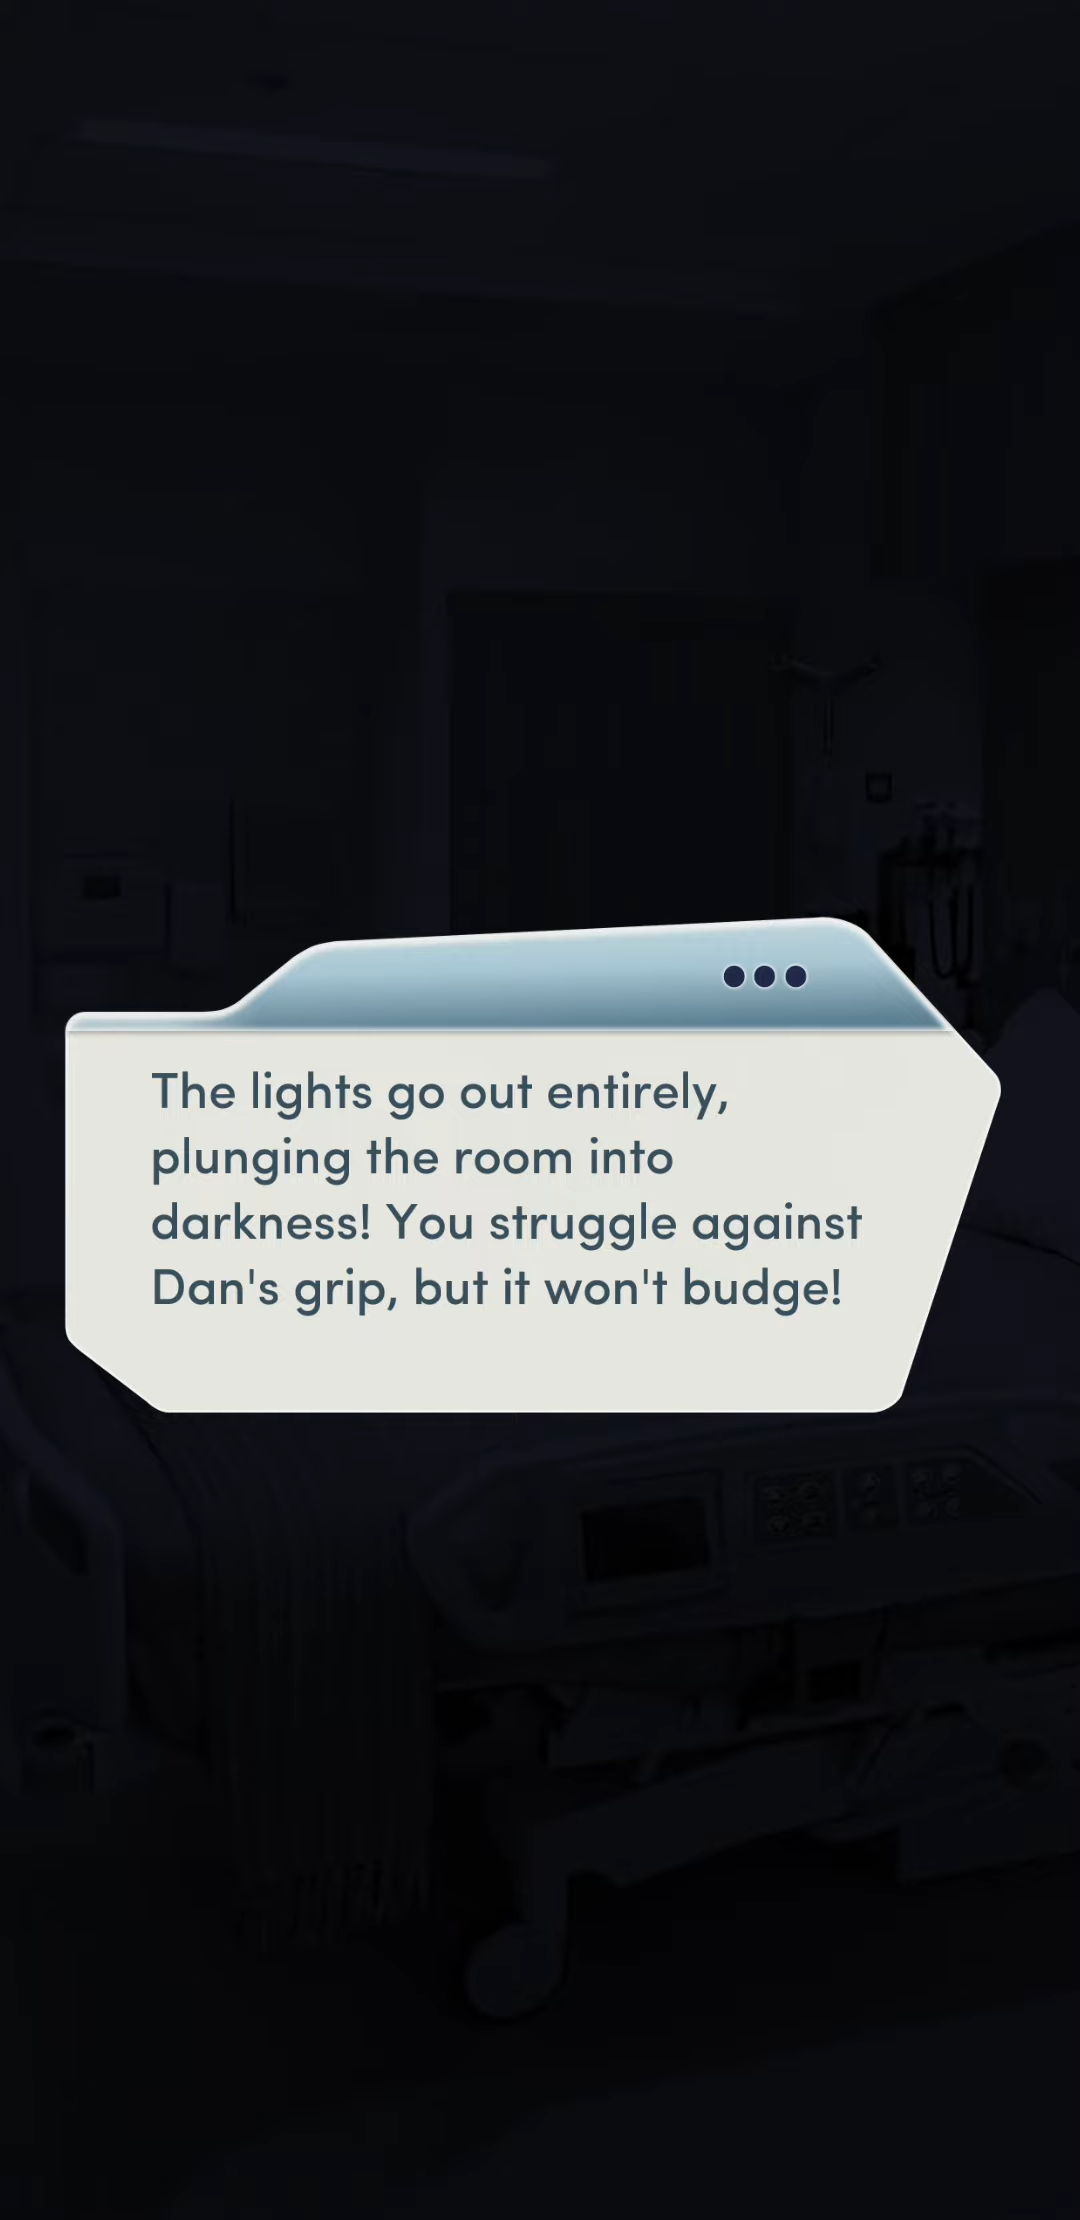 The lights go out entirely,
plunging the room into
darkness! You struggle against
Dan's grip, but it won't budge!